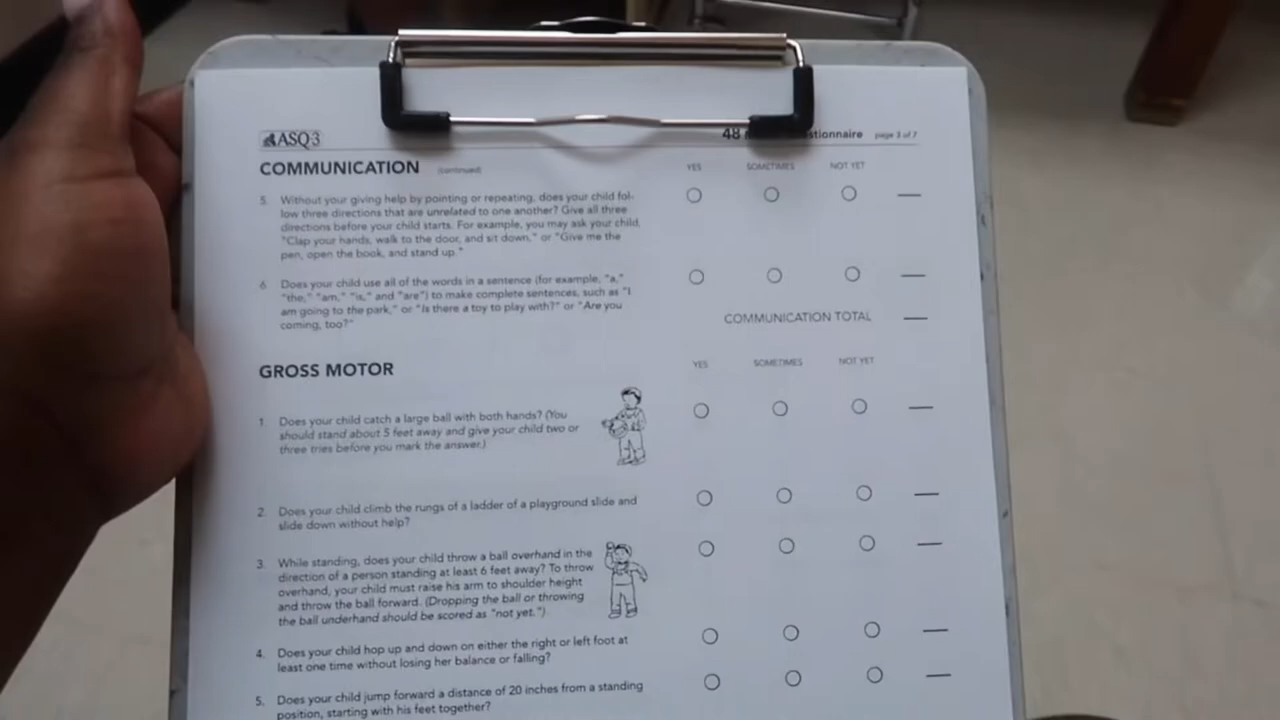 ASQ3
48 stionnaire page 3 of 7
COMMUNICATION (continued) YES SOMETIMES NOT YET
5. Without your giving help by pointing or repeating, does your child fol-
low three directions that are unrelated to one another? Give all three
directions before your child starts. For example, you may ask your child,
"Clap your hands, walk to the door, and sit down," or "Give me the
pen, open the book, and stand up."
6. Does your child use all of the words in a sentence (for example, "a,"
"the," "am," "is," and "are") to make complete sentences, such as "I
am going to the park," or "Is there a toy to play with?" or "Are you
coming, too?"
COMMUNICATION TOTAL
GROSS MOTOR YES SOMETIMES NOT YET
1. Does your child catch a large ball with both hands? (You
should stand about 5 feet away and give your child two or
three tries before you mark the answer.)
2. Does your child climb the rungs of a ladder of a playground slide and
slide down without help?
3. While standing, does your child throw a ball overhand in the
direction of a person standing at least 6 feet away? To throw
overhand, your child must raise his arm to shoulder height
and throw the ball forward. (Dropping the ball or throwing
the ball underhand should be scored as "not yet.")
4. Does your child hop up and down on either the right or left foot at
least one time without losing her balance or falling?
5. Does your child jump forward a distance of 20 inches from a standing
position, starting with his feet together?